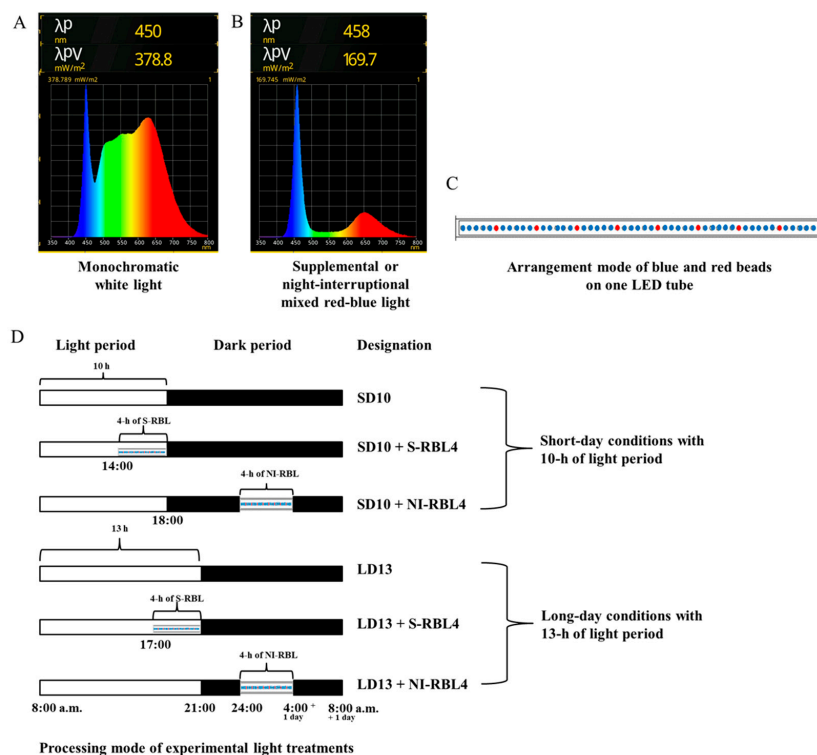 A
λp
nm
450
λpV
mW/m2
378.8
378.789 mW/m2
1
350 400 450 500 550 600 650 700 750 800
nm
Monochromatic
white light
B
λp
nm
458
λpV
mW/m2
169.7
169.745 mW/m2
1
350 400 450 500 550 600 650 700 750 800
nm
Supplemental or
night-interruptional
mixed red-blue light
C
Arrangement mode of blue and red beads
on one LED tube
D
Light period Dark period Designation
10 h
SD10
4-h of S-RBL
SD10 + S-RBL4
14:00
4-h of NI-RBL
SD10 + NI-RBL4
18:00
Short-day conditions with
10-h of light period
13 h
LD13
4-h of S-RBL
LD13 + S-RBL4
17:00
4-h of NI-RBL
LD13 + NI-RBL4
Long-day conditions with
13-h of light period
8:00 a.m. 21:00 24:00 4:00 + 1 day 8:00 a.m. + 1 day
Processing mode of experimental light treatments